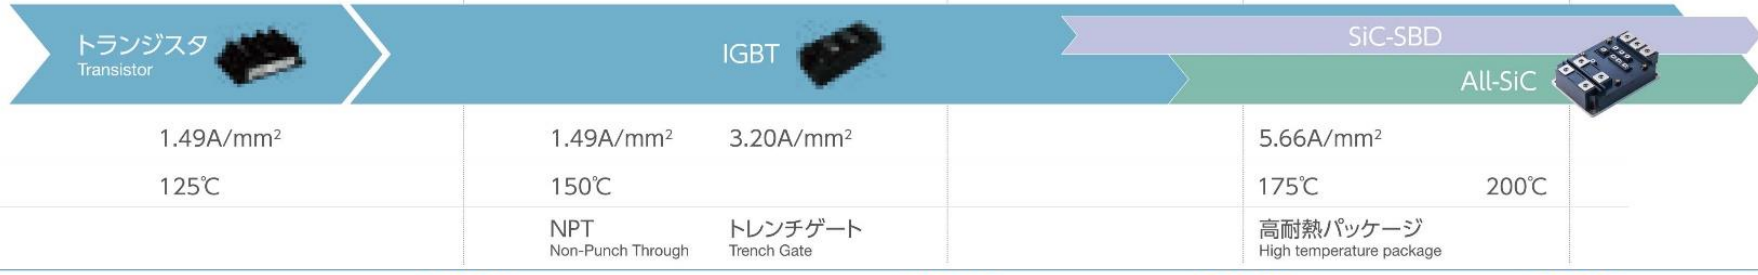 トランジスタ
Transistor
IGBT
SiC-SBD
All-SiC
1.49A/mm²
1.49A/mm²
3.20A/mm²
5.66A/mm²
125℃
150℃
175℃
200℃
NPT
Non-Punch Through
トレンチゲート
Trench Gate
高耐熱パッケージ
High temperature package